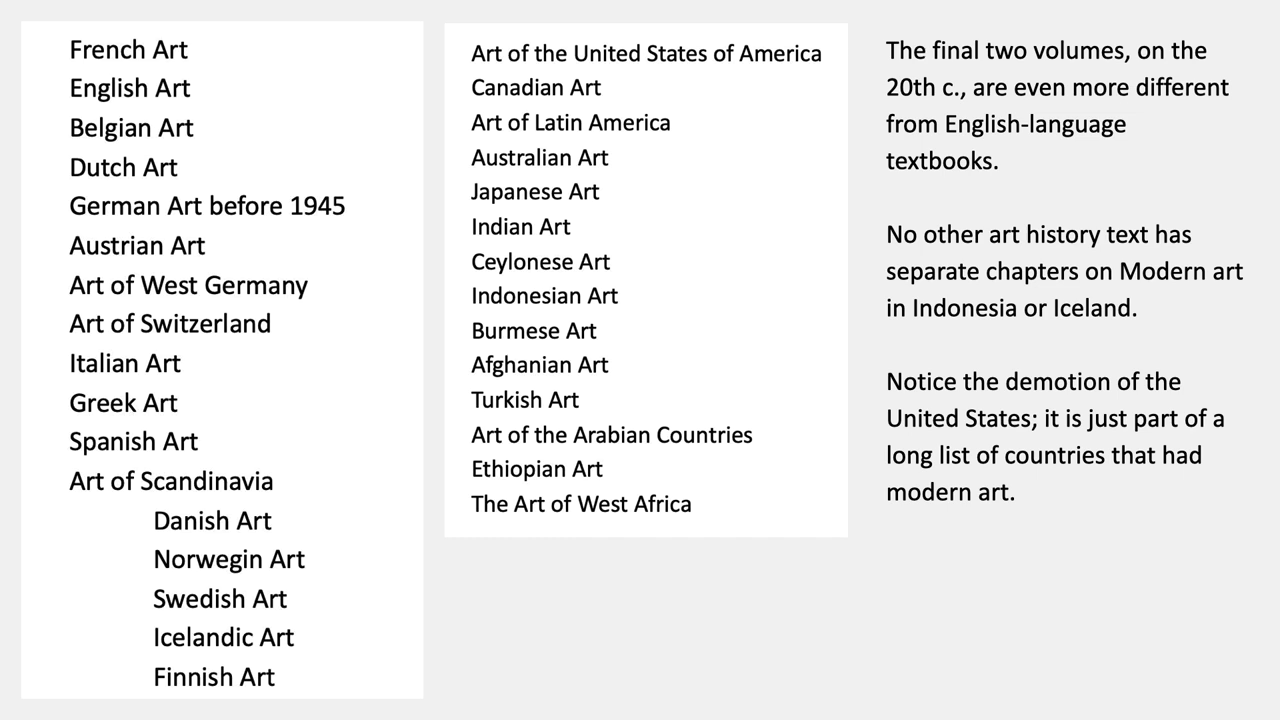 French Art
English Art
Belgian Art
Dutch Art
German Art before 1945
Austrian Art
Art of West Germany
Art of Switzerland
Italian Art
Greek Art
Spanish Art
Art of Scandinavia
Danish Art
Norwegin Art
Swedish Art
Icelandic Art
Finnish Art
Art of the United States of America
Canadian Art
Art of Latin America
Australian Art
Japanese Art
Indian Art
Ceylonese Art
Indonesian Art
Burmese Art
Afghanian Art
Turkish Art
Art of the Arabian Countries
Ethiopian Art
The Art of West Africa
The final two volumes, on the
20th c., are even more different
from English-language
textbooks.
No other art history text has
separate chapters on Modern art
in Indonesia or Iceland.
Notice the demotion of the
United States; it is just part of a
long list of countries that had
modern art.